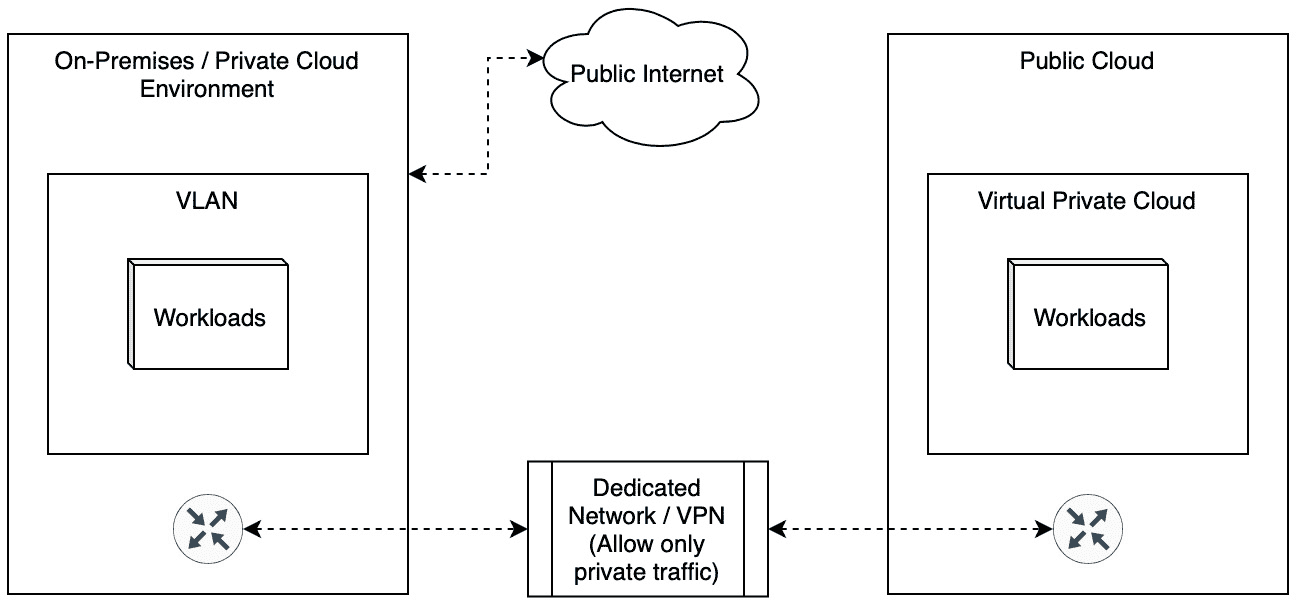 On-Premises / Private Cloud
Environment
Public Internet
Public Cloud
VLAN
Virtual Private Cloud
Workloads
Workloads
Dedicated
Network / VPN
(Allow only
private traffic)